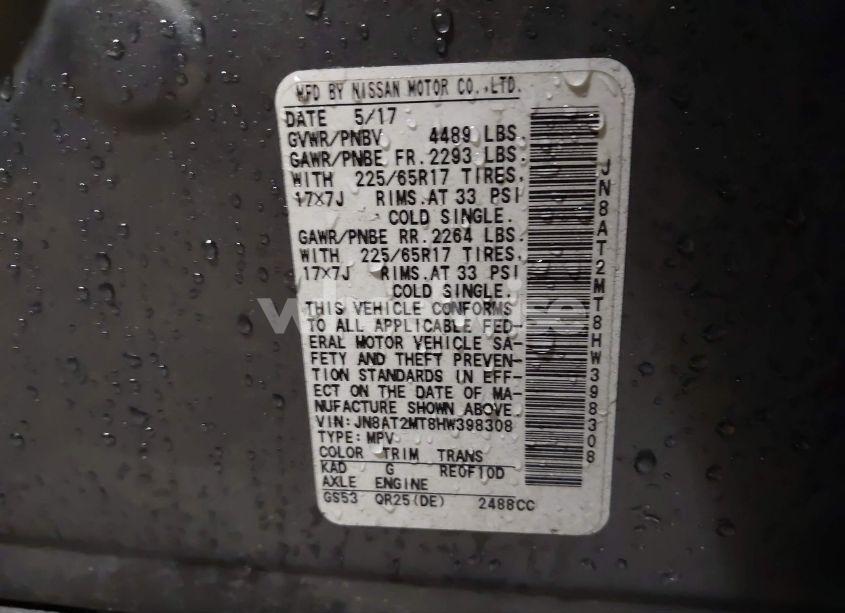 MFD BY NISSAN MOTOR CO.,LTD.
DATE 5/17
GVWR/PNBV 4489 LBS.
GAWR/PNBE FR. 2293 LBS.
WITH 225/65R17 TIRES.
17X7J RIMS.AT 33 PSI
COLD SINGLE.
GAWR/PNBE RR. 2264 LBS.
WITH 225/65R17 TIRES.
17X7J RIMS.AT 33 PSI
COLD SINGLE.
THIS VEHICLE CONFORMS
TO ALL APPLICABLE FED-
ERAL MOTOR VEHICLE SA-
FETY AND THEFT PREVEN-
TION STANDARDS IN EFF-
ECT ON THE DATE OF MA-
NUFACTURE SHOWN ABOVE.
VIN:JN8AT2MT8HW398308
TYPE:MPV
COLOR TRIM TRANS
KAD G RE0F10D
AXLE ENGINE
GS53 QR25(DE) 2488CC
JN8AT2MT8HW398308